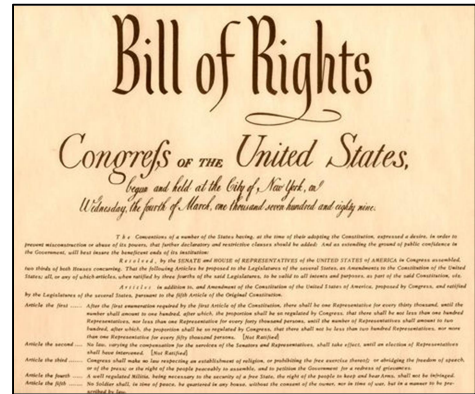 Bill of Rights
Congreſs OF THE United States,
begun and held at the City of New York, on
Wednesday, the fourth of March, one thousand seven hundred and eighty nine.
The Conventions of a number of the States having, at the time of their adopting the Constitution, expressed a desire, in order to
prevent misconstruction or abuse of its powers, that further declaratory and restrictive clauses should be added: And as extending the ground of public confidence in
the Government, will best insure the beneficent ends of its institution:
Resolved, by the SENATE and HOUSE of REPRESENTATIVES of the UNITED STATES of AMERICA in Congress assembled,
two thirds of both Houses concurring. That the following Articles be proposed to the Legislatures of the several States, as Amendments to the Constitution of the United
States; all, or any of which articles, when ratified by three fourths of the said Legislatures, to be valid to all intents and purposes, as part of the said Constitution, viz.
Articles in addition to, and Amendment of the Constitution of the United States of America, proposed by Congress, and ratified
by the Legislatures of the several States, pursuant to the fifth Article of the Original Constitution.
Article the first ..... After the first enumeration required by the first Article of the Constitution, there shall be one Representative for every thirty thousand, until the
number shall amount to one hundred, after which, the proportion shall be so regulated by Congress, that there shall be not less than one hundred
Representatives, nor less than one Representative for every forty thousand persons, until the number of Representatives shall amount to two
hundred, after which, the proportion shall be so regulated by Congress, that there shall not be less than two hundred Representatives, nor more
than one Representative for every fifty thousand persons. [Not Ratified]
Article the second ..... No law, varying the compensation for the services of the Senators and Representatives, shall take effect, until an election of Representatives
shall have intervened. [Not Ratified]
Article the third ..... Congress shall make no law respecting an establishment of religion, or prohibiting the free exercise thereof; or abridging the freedom of speech,
or of the press; or the right of the people peaceably to assemble, and to petition the Government for a redress of grievances.
Article the fourth ..... A well regulated Militia, being necessary to the security of a free State, the right of the people to keep and bear Arms, shall not be infringed.
Article the fifth ..... No Soldier shall, in time of peace, be quartered in any house, without the consent of the owner, nor in time of war, but in a manner to be pre-
scribed by law.